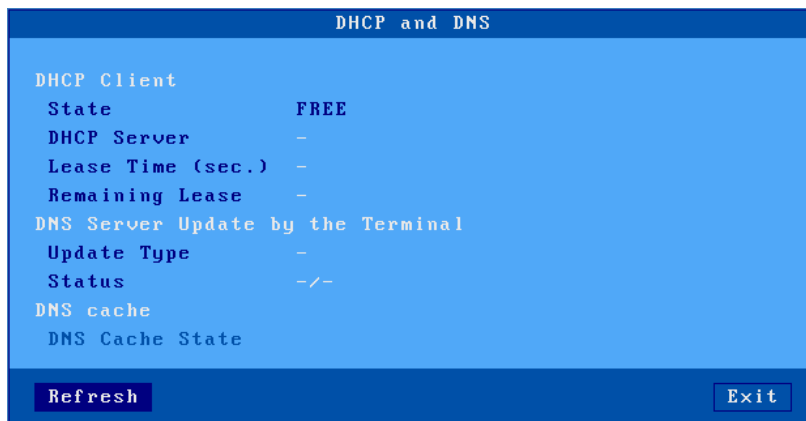 DHCP and DNS
DHCP Client
State FREE
DHCP Server -
Lease Time (sec.) -
Remaining Lease -
DNS Server Update by the Terminal
Update Type -
Status -/-
DNS cache
DNS Cache State
Refresh Exit